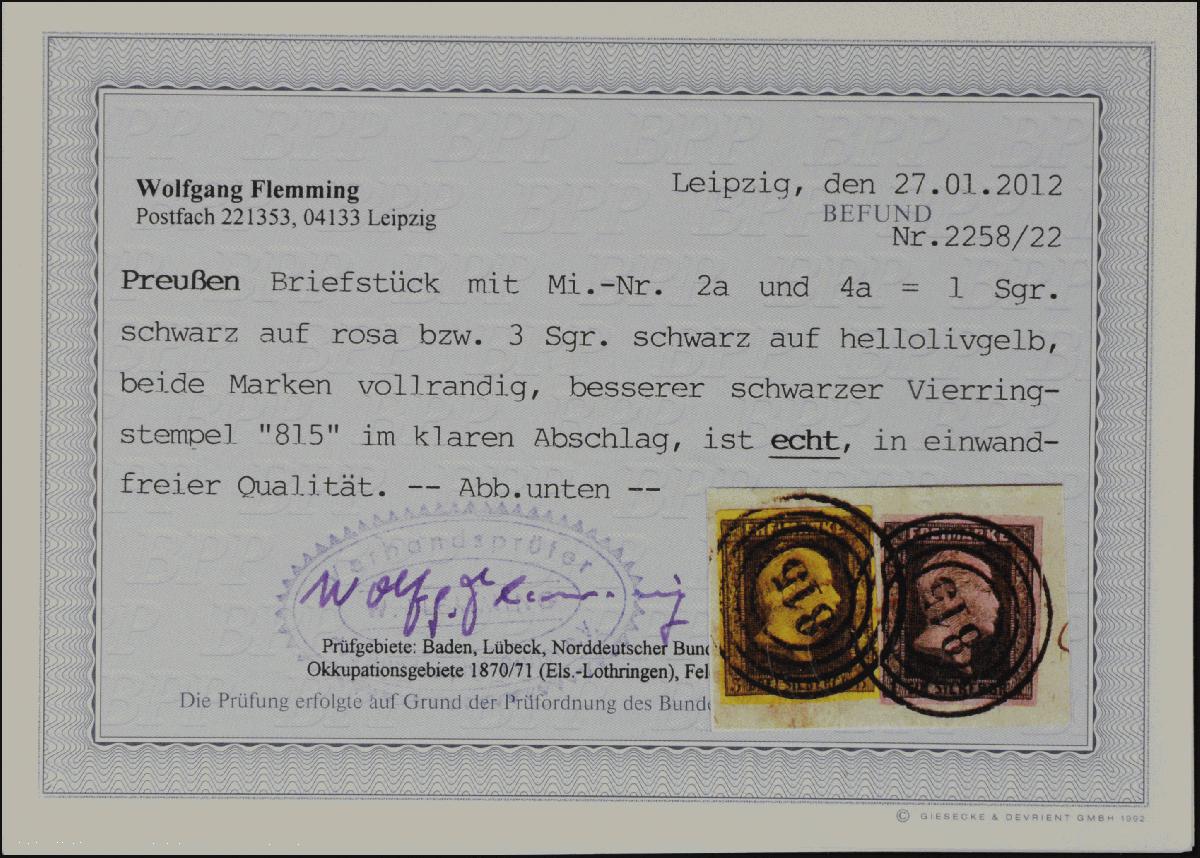 Wolfgang Flemming
Postfach 221353, 04133 Leipzig
Leipzig, den 27.01.2012
BEFUND
Nr.2258/22
Preußen Briefstück mit Mi.-Nr. 2a und 4a = 1 Sgr.
schwarz auf rosa bzw. 3 Sgr. schwarz auf hellolivgelb,
beide Marken vollrandig, besserer schwarzer Vierring-
stempel "815" im klaren Abschlag, ist echt, in einwand-
freier Qualität. -- Abb.unten --
Verbandsprüfer
Wolfg. Flemming
815
815
Prüfgebiete: Baden, Lübeck, Norddeutscher Bund
Okkupationsgebiete 1870/71 (Els.-Lothringen), Fel
Die Prüfung erfolgte auf Grund der Prüfordnung des Bunde
© GIESECKE & DEVRIENT GMBH 1992